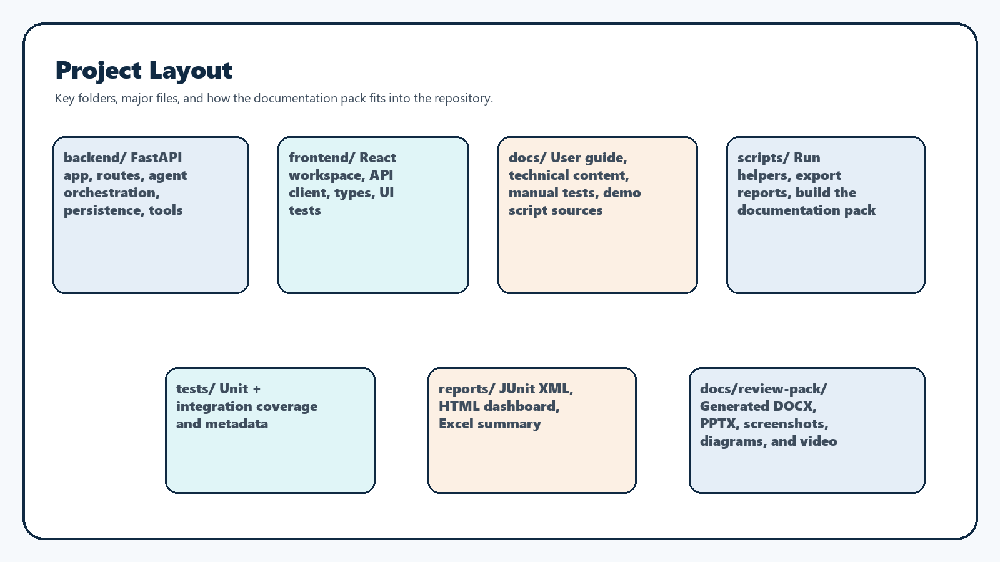 Project Layout
Key folders, major files, and how the documentation pack fits into the repository.
backend/ FastAPI
app, routes, agent
orchestration,
persistence, tools
frontend/ React
workspace, API
client, types, UI
tests
docs/ User guide,
technical content,
manual tests, demo
script sources
scripts/ Run
helpers, export
reports, build the
documentation pack
tests/ Unit +
integration coverage
and metadata
reports/ JUnit XML,
HTML dashboard,
Excel summary
docs/review-pack/
Generated DOCX,
PPTX, screenshots,
diagrams, and video